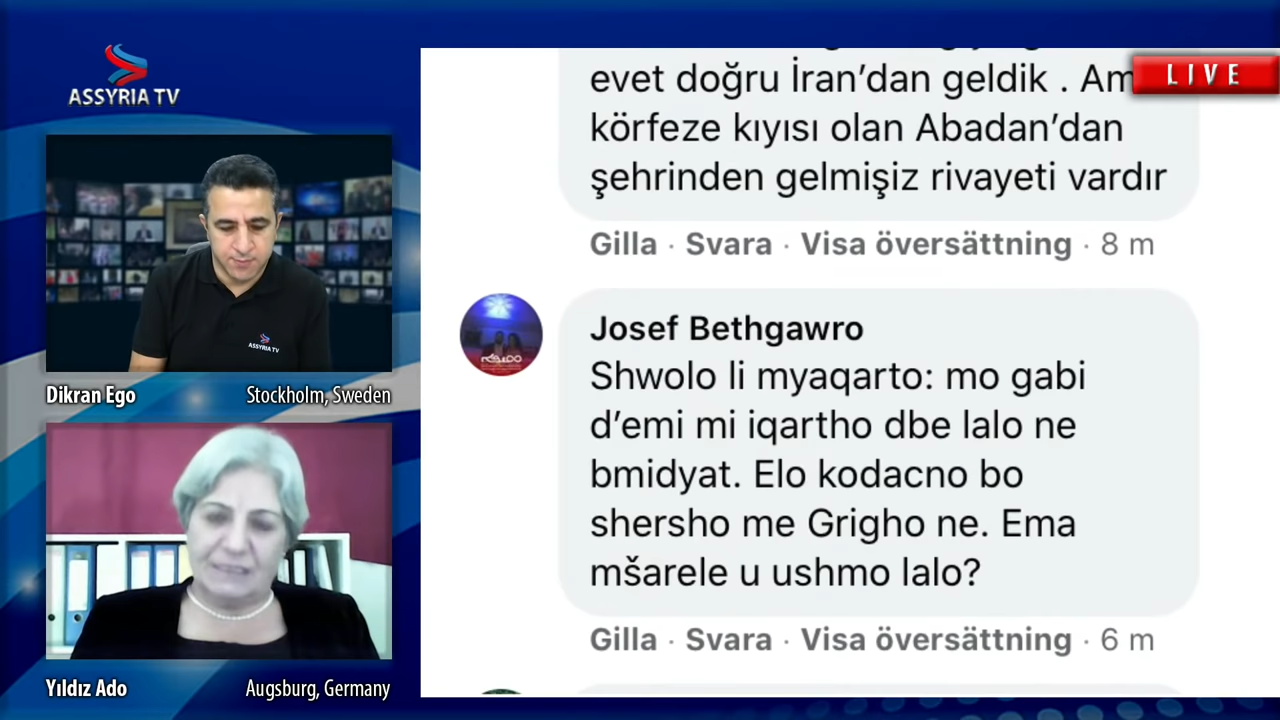 ASSYRIA TV
LIVE
evet doğru İran’dan geldik . Am
körfeze kıyısı olan Abadan’dan
şehrinden gelmişiz rivayeti vardır
Gilla · Svara · Visa översättning · 8 m
Josef Bethgawro
Shwolo li myaqarto: mo gabi
d’emi mi iqartho dbe lalo ne
bmidyat. Elo kodacno bo
shersho me Grigho ne. Ema
mšarele u ushmo lalo?
Gilla · Svara · Visa översättning · 6 m
ASSYRIA TV
Dikran Ego
Stockholm, Sweden
Yıldız Ado
Augsburg, Germany